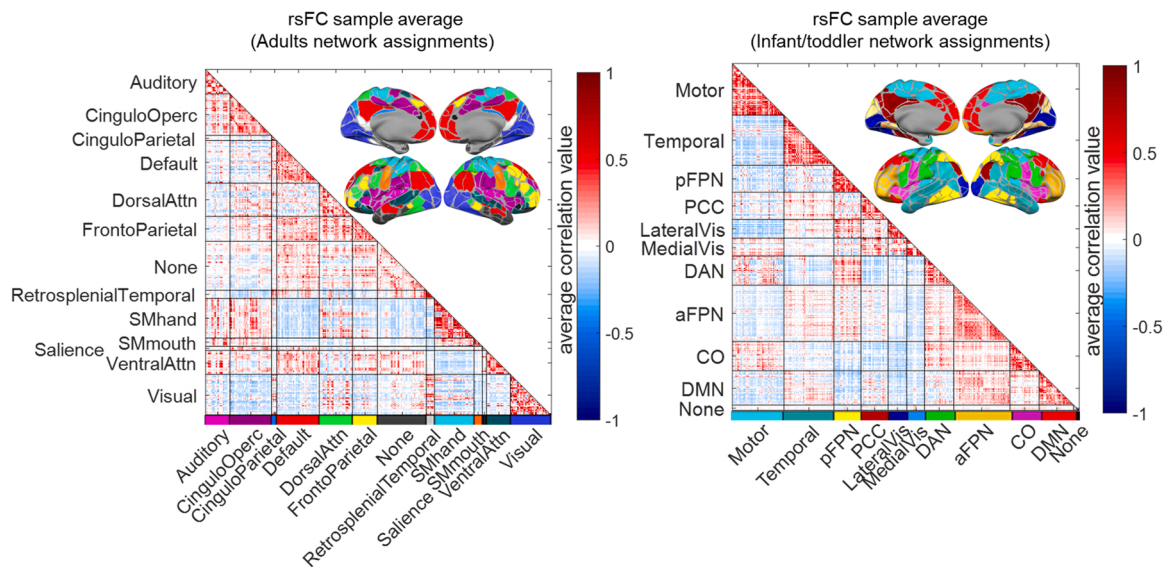 rsFC sample average
(Adults network assignments)
Auditory
CinguloOperc
CinguloParietal
Default
DorsalAttn
FrontoParietal
None
RetrosplenialTemporal
SMhand
SMmouth
Salience
VentralAttn
Visual
Auditory
CinguloOperc
CinguloParietal
Default
DorsalAttn
FrontoParietal
None
RetrosplenialTemporal
SMhand
Salience
SMmouth
VentralAttn
Visual
1
0.5
0
-0.5
-1
average correlation value
rsFC sample average
(Infant/toddler network assignments)
Motor
Temporal
pFPN
PCC
LateralVis
MedialVis
DAN
aFPN
CO
DMN
None
Motor
Temporal
pFPN
PCC
LateralVis
MedialVis
DAN
aFPN
CO
DMN
None
1
0.5
0
-0.5
-1
average correlation value